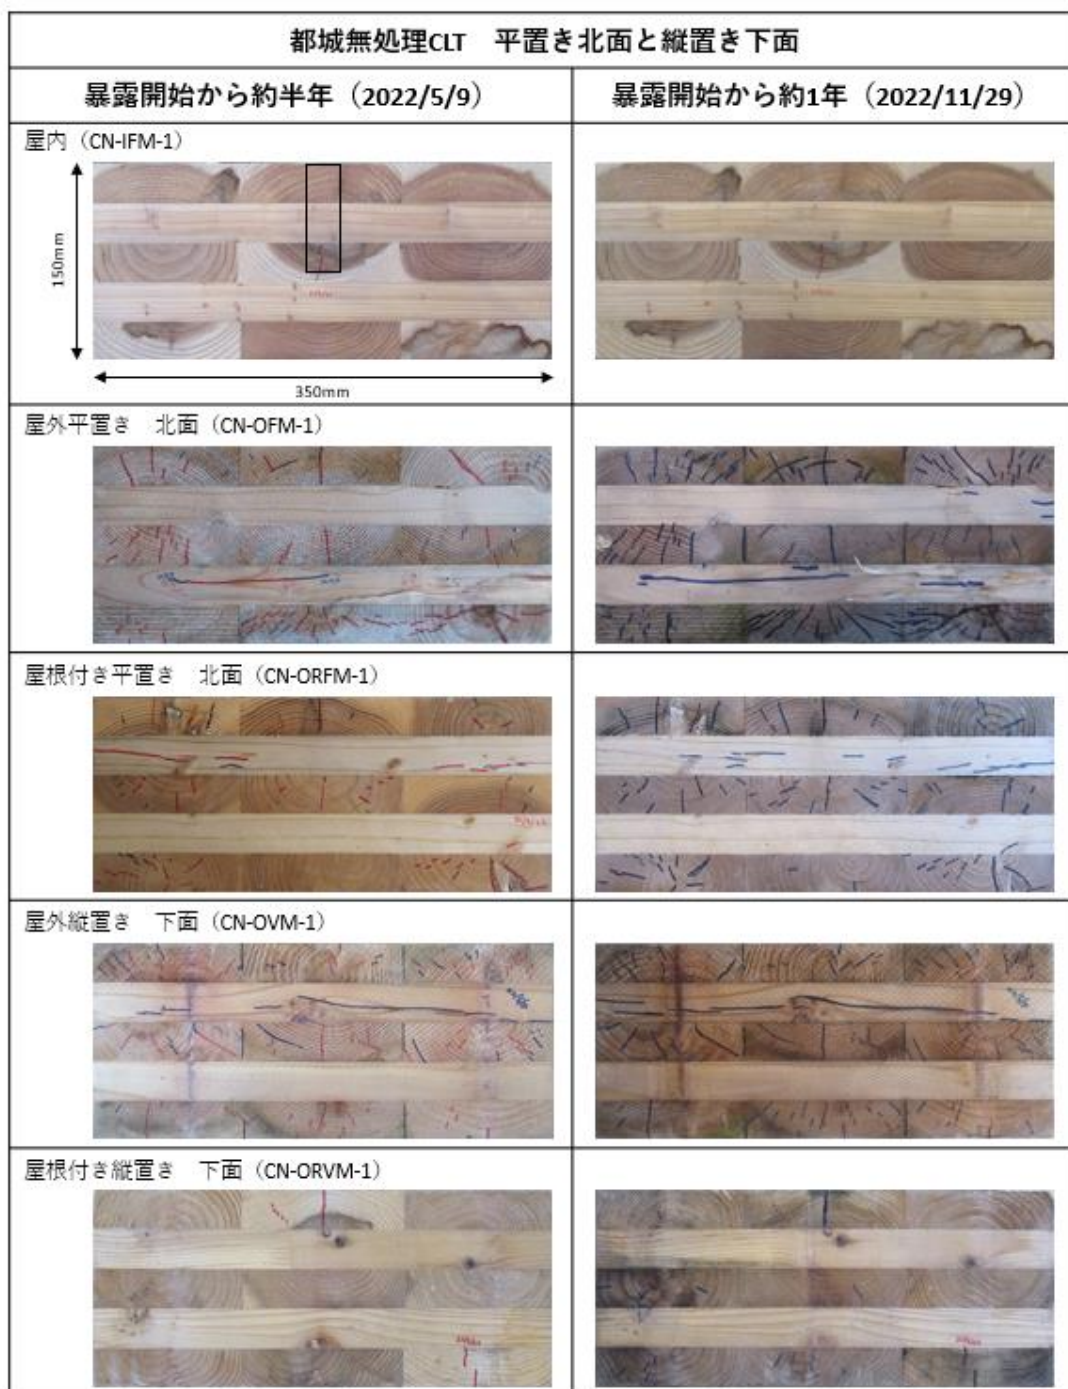 都城無処理CLT　平置き北面と縦置き下面
暴露開始から約半年（2022/5/9）
暴露開始から約1年（2022/11/29）
屋内（CN-IFM-1）
150mm
350mm
屋外平置き　北面（CN-OFM-1）
屋根付き平置き　北面（CN-ORFM-1）
屋外縦置き　下面（CN-OVM-1）
屋根付き縦置き　下面（CN-ORVM-1）